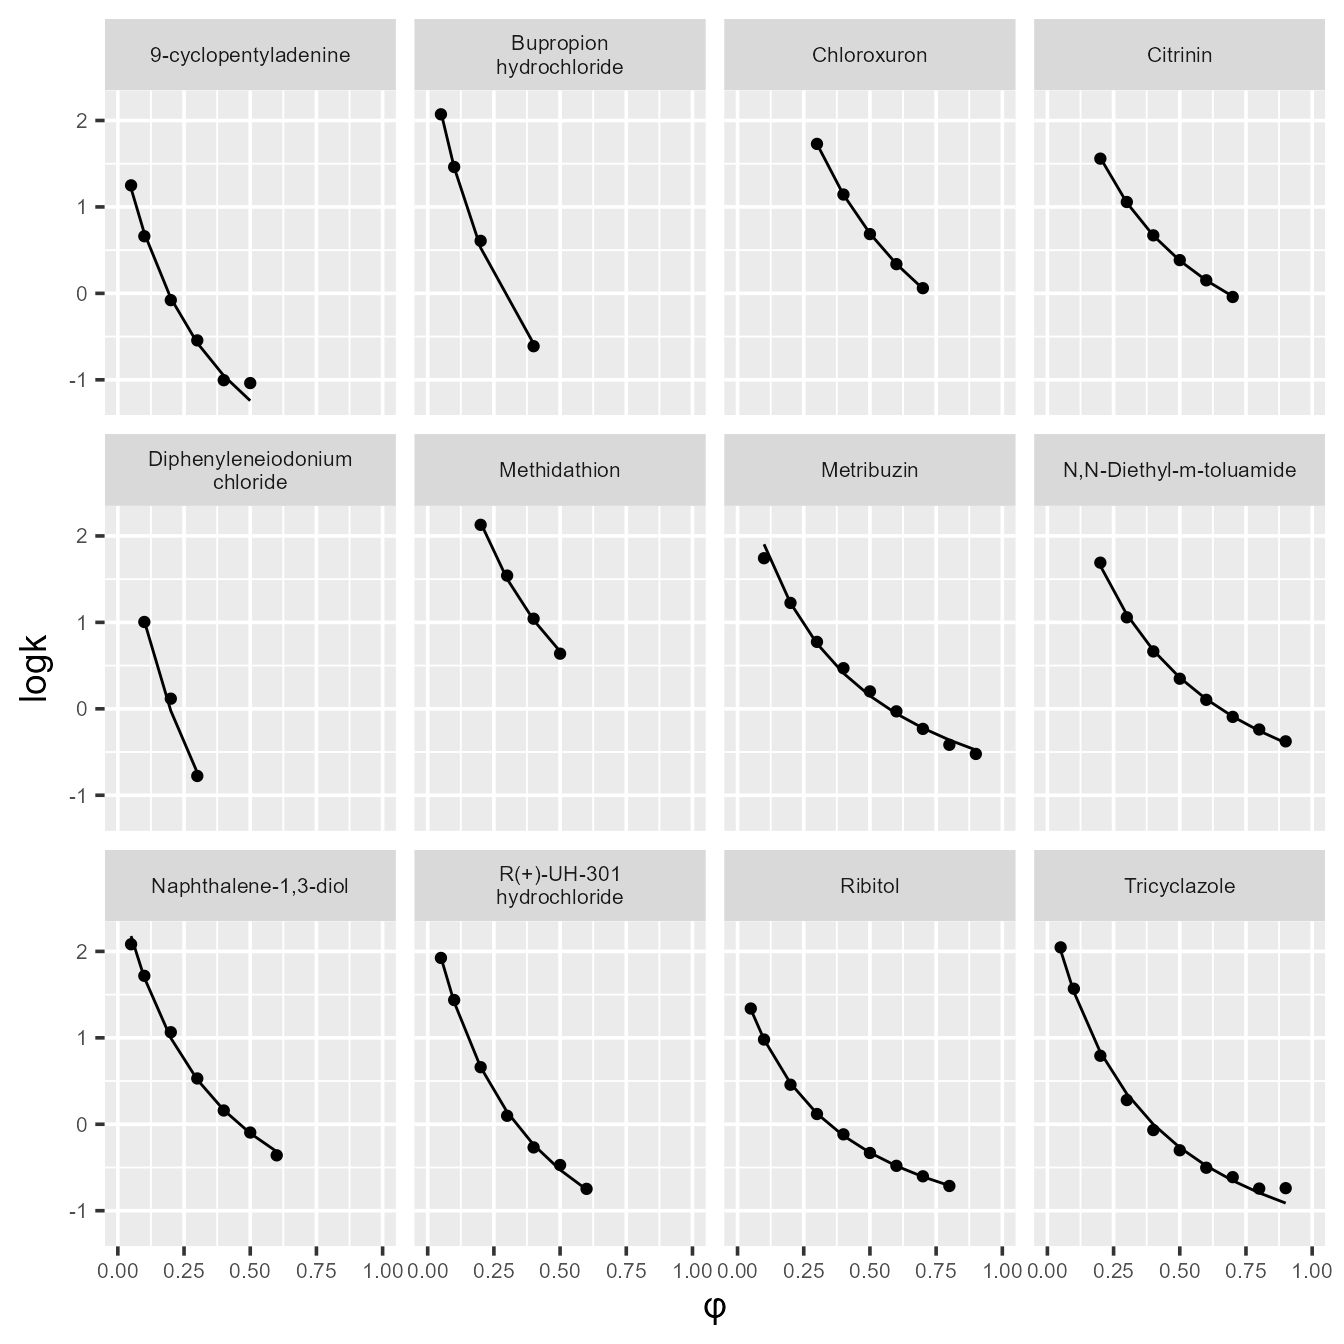 9-cyclopentyladenine
Bupropion
hydrochloride
Chloroxuron
Citrinin
2
1
0
-1
Diphenyleneiodonium
chloride
Methidathion
Metribuzin
N,N-Diethyl-m-toluamide
2
1
0
-1
logk
Naphthalene-1,3-diol
R(+)-UH-301
hydrochloride
Ribitol
Tricyclazole
2
1
0
-1
0.00 0.25 0.50 0.75 1.00 0.00 0.25 0.50 0.75 1.00 0.00 0.25 0.50 0.75 1.00 0.00 0.25 0.50 0.75 1.00
φ